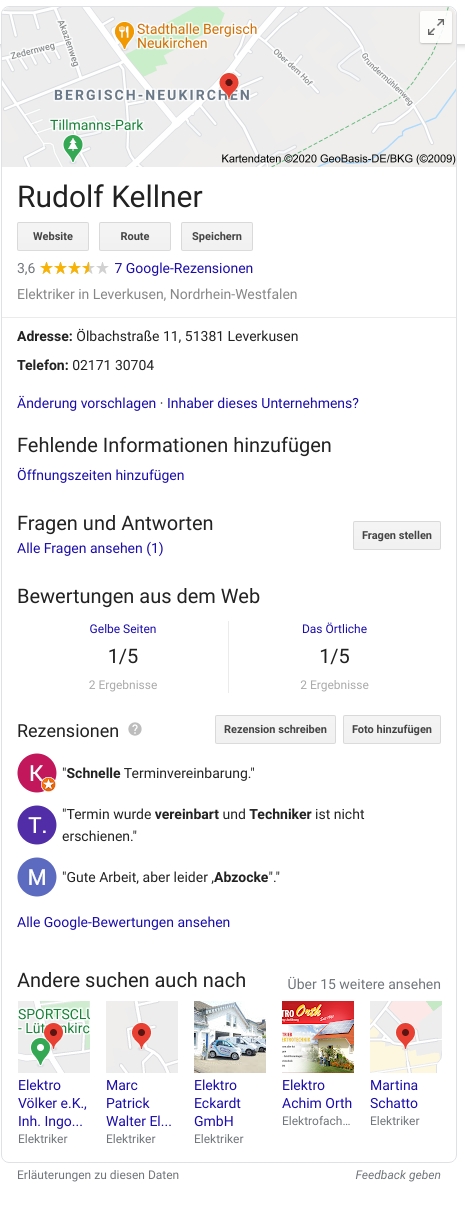 Stadthalle Bergisch
Neukirchen
Zedernweg
Akazienweg
Ober dem Hof
Grundermühlenweg
BERGISCH-NEUKIRCHEN
Tillmanns-Park
Kartendaten ©2020 GeoBasis-DE/BKG (©2009)
Rudolf Kellner
Website Route Speichern
3,6 7 Google-Rezensionen
Elektriker in Leverkusen, Nordrhein-Westfalen
Adresse: Ölbachstraße 11, 51381 Leverkusen
Telefon: 02171 30704
Änderung vorschlagen · Inhaber dieses Unternehmens?
Fehlende Informationen hinzufügen
Öffnungszeiten hinzufügen
Fragen und Antworten
Alle Fragen ansehen (1)
Fragen stellen
Bewertungen aus dem Web
Gelbe Seiten Das Örtliche
1/5 1/5
2 Ergebnisse 2 Ergebnisse
Rezensionen ? Rezension schreiben Foto hinzufügen
K "Schnelle Terminvereinbarung."
T. "Termin wurde vereinbart und Techniker ist nicht
erschienen."
M "Gute Arbeit, aber leider ‚Abzocke"."
Alle Google-Bewertungen ansehen
Andere suchen auch nach Über 15 weitere ansehen
SPORTSCLU
- Lützenkirc
TRO Orth
Elektro Marc Elektro Elektro Martina
Völker e.K., Patrick Eckardt Achim Orth Schatto
Inh. Ingo... Walter El... GmbH Elektrofach... Elektriker
Elektriker Elektriker Elektriker
Erläuterungen zu diesen Daten Feedback geben